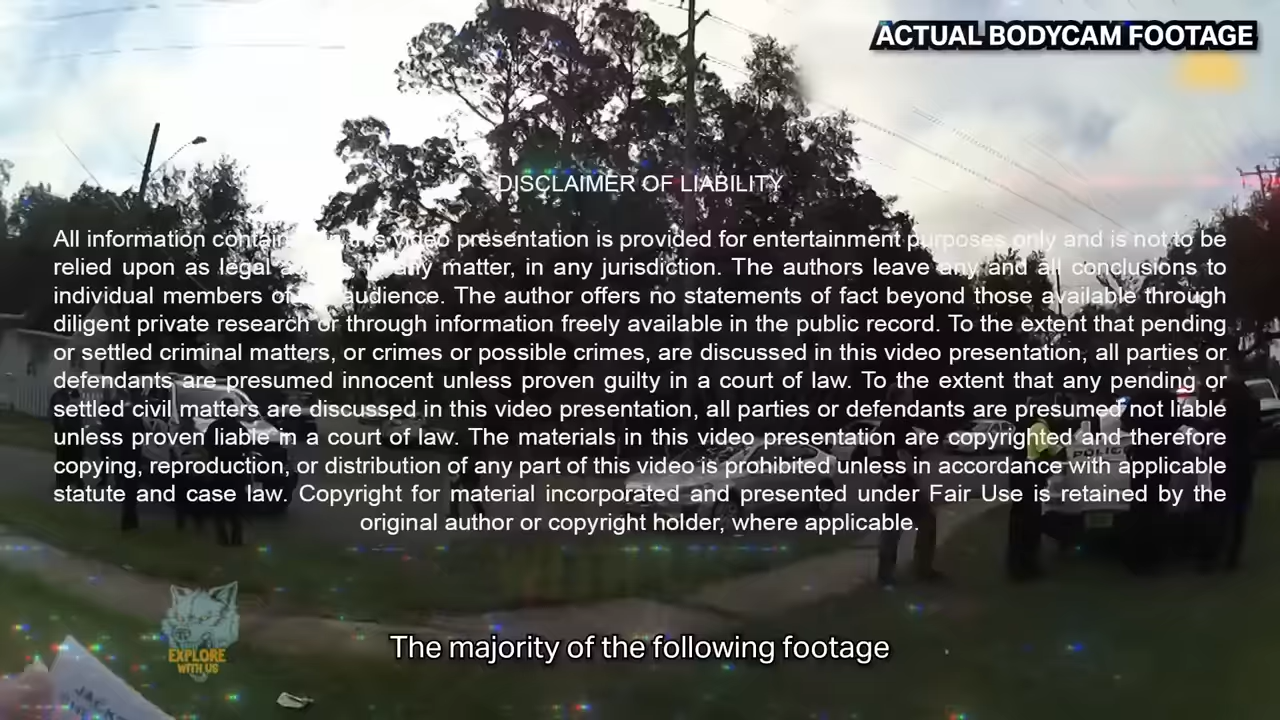 ACTUAL BODYCAM FOOTAGE
DISCLAIMER OF LIABILITY
All information contain this video presentation is provided for entertainment purposes only and is not to be
relied upon as legal any matter, in any jurisdiction. The authors leave any and all conclusions to
individual members audience. The author offers no statements of fact beyond those available through
diligent private research or through information freely available in the public record. To the extent that pending
or settled criminal matters, or crimes or possible crimes, are discussed in this video presentation, all parties or
defendants are presumed innocent unless proven guilty in a court of law. To the extent that any pending or
settled civil matters are discussed in this video presentation, all parties or defendants are presumed not liable
unless proven liable in a court of law. The materials in this video presentation are copyrighted and therefore
copying, reproduction, or distribution of any part of this video is prohibited unless in accordance with applicable
statute and case law. Copyright for material incorporated and presented under Fair Use is retained by the
original author or copyright holder, where applicable.
POLICE
EXPLORE
WITH US
The majority of the following footage